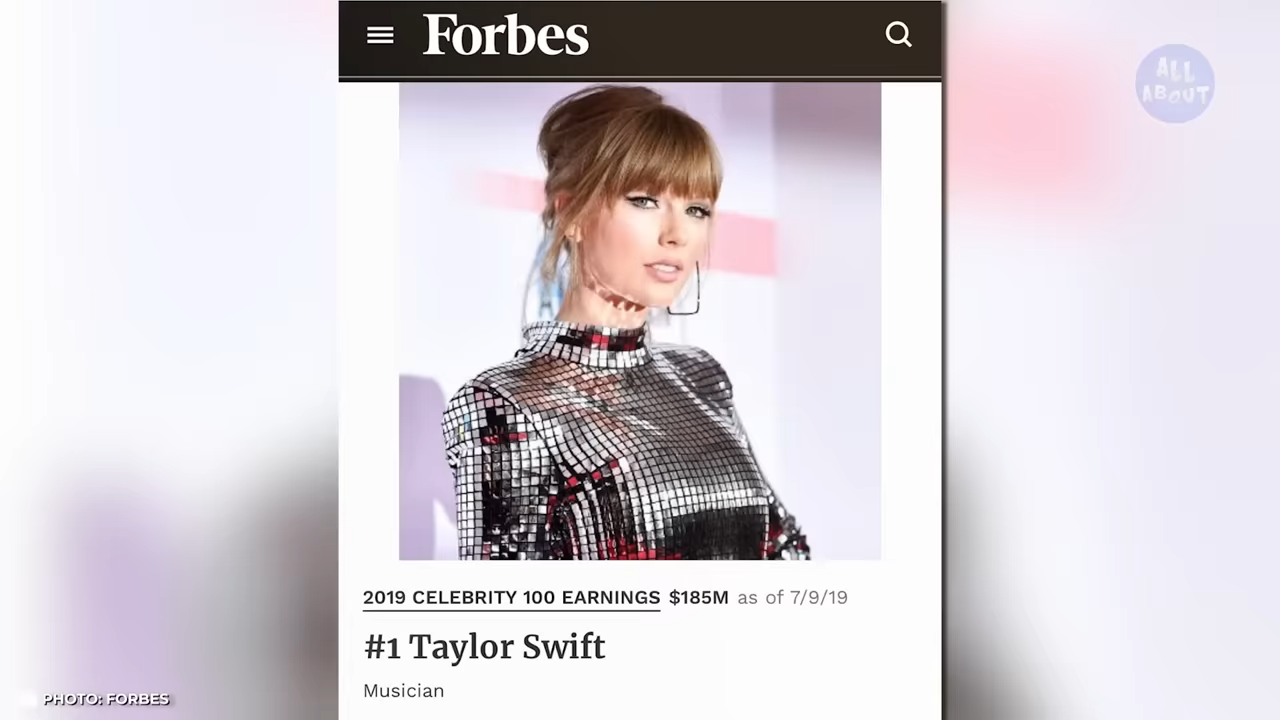 Forbes
ALL
ABOUT
2019 CELEBRITY 100 EARNINGS $185M as of 7/9/19
#1 Taylor Swift
Musician
PHOTO: FORBES